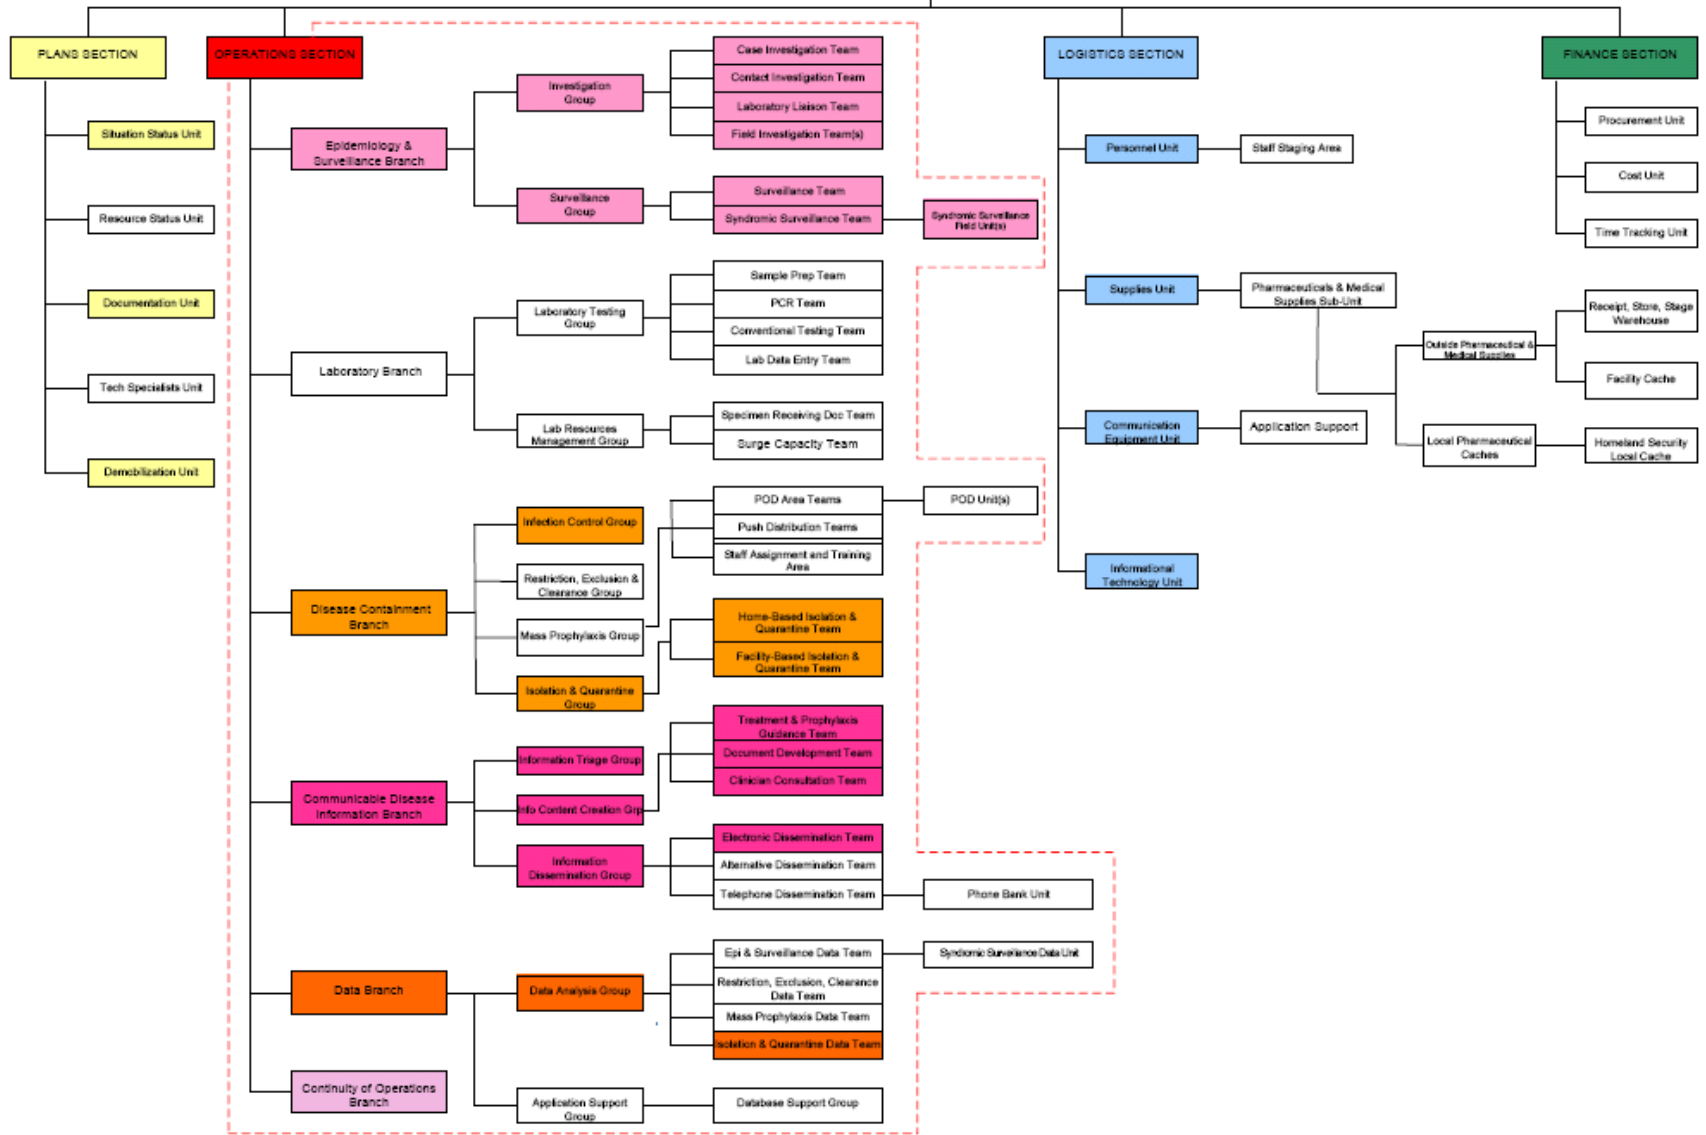 PLANS SECTION
OPERATIONS SECTION
LOGISTICS SECTION
FINANCE SECTION
Situation Status Unit
Resource Status Unit
Documentation Unit
Tech Specialists Unit
Demobilization Unit
Epidemiology &
Surveillance Branch
Investigation
Group
Case Investigation Team
Contact Investigation Team
Laboratory Liaison Team
Field Investigation Team(s)
Surveillance
Group
Surveillance Team
Syndromic Surveillance Team
Syndromic Surveillance
Field Unit(s)
Laboratory Branch
Laboratory Testing
Group
Sample Prep Team
PCR Team
Conventional Testing Team
Lab Data Entry Team
Lab Resources
Management Group
Specimen Receiving Doc Team
Surge Capacity Team
Disease Containment
Branch
Infection Control Group
Restriction, Exclusion &
Clearance Group
Mass Prophylaxis Group
Isolation & Quarantine
Group
POD Area Teams
POD Unit(s)
Push Distribution Teams
Staff Assignment and Training
Area
Home-Based Isolation &
Quarantine Team
Facility-Based Isolation &
Quarantine Team
Communicable Disease
Information Branch
Information Triage Group
Info Content Creation Grp
Information
Dissemination Group
Treatment & Prophylaxis
Guidance Team
Document Development Team
Clinician Consultation Team
Electronic Dissemination Team
Alternative Dissemination Team
Telephone Dissemination Team
Phone Bank Unit
Data Branch
Data Analysis Group
Epi & Surveillance Data Team
Syndromic Surveillance Data Unit
Restriction, Exclusion, Clearance
Data Team
Mass Prophylaxis Data Team
Isolation & Quarantine Data Team
Application Support
Group
Database Support Group
Continuity of Operations
Branch
Personnel Unit
Staff Staging Area
Supplies Unit
Pharmaceuticals & Medical
Supplies Sub-Unit
Communication
Equipment Unit
Application Support
Informational
Technology Unit
Outside Pharmaceutical &
Medical Supplies
Local Pharmaceutical
Caches
Procurement Unit
Cost Unit
Time Tracking Unit
Receipt, Store, Stage
Warehouse
Facility Cache
Homeland Security
Local Cache